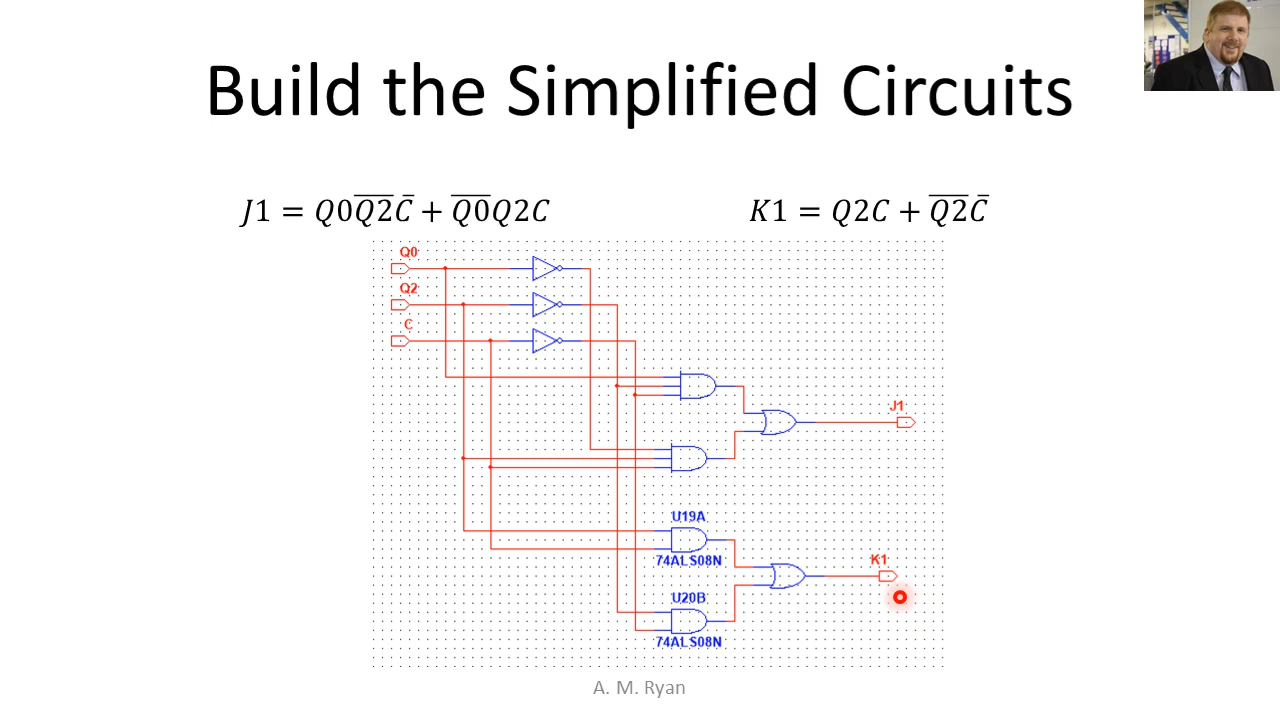 Build the Simplified Circuits
𝐽1 = 𝑄0Q̅2̅C̅ + Q̅0̅𝑄2𝐶
𝐾1 = 𝑄2𝐶 + Q̅2̅C̅
Q0
Q2
C
J1
U19A
74ALS08N
K1
U20B
74ALS08N
A. M. Ryan